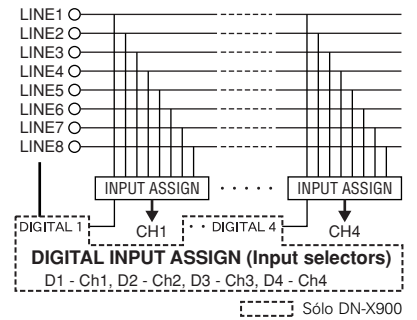 LINE1
LINE2
LINE3
LINE4
LINE5
LINE6
LINE7
LINE8
INPUT ASSIGN · · · · · INPUT ASSIGN
DIGITAL 1 CH1 · · DIGITAL 4 CH4
DIGITAL INPUT ASSIGN (Input selectors)
D1 - Ch1, D2 - Ch2, D3 - Ch3, D4 - Ch4
Sólo DN-X900